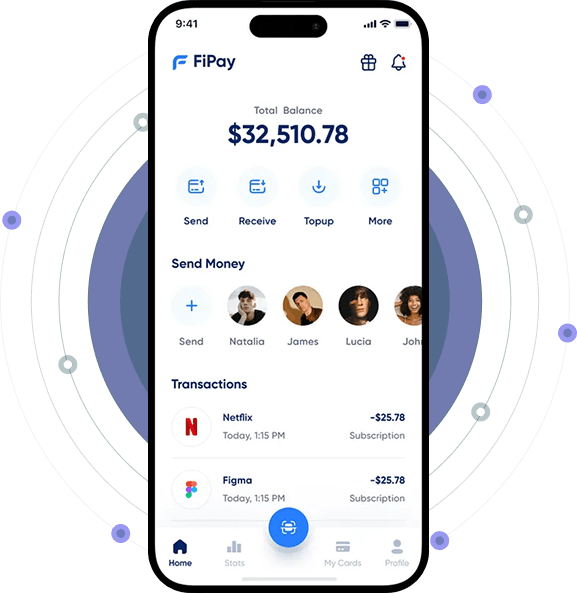 9:41
FiPay
Total Balance
$32,510.78
Send Receive Topup More
Send Money
Send Natalia James Lucia John
Transactions
Netflix -$25.78
Today, 1:15 PM Subscription
Figma -$25.78
Today, 1:15 PM Subscription
Home Stats My Cards Profile